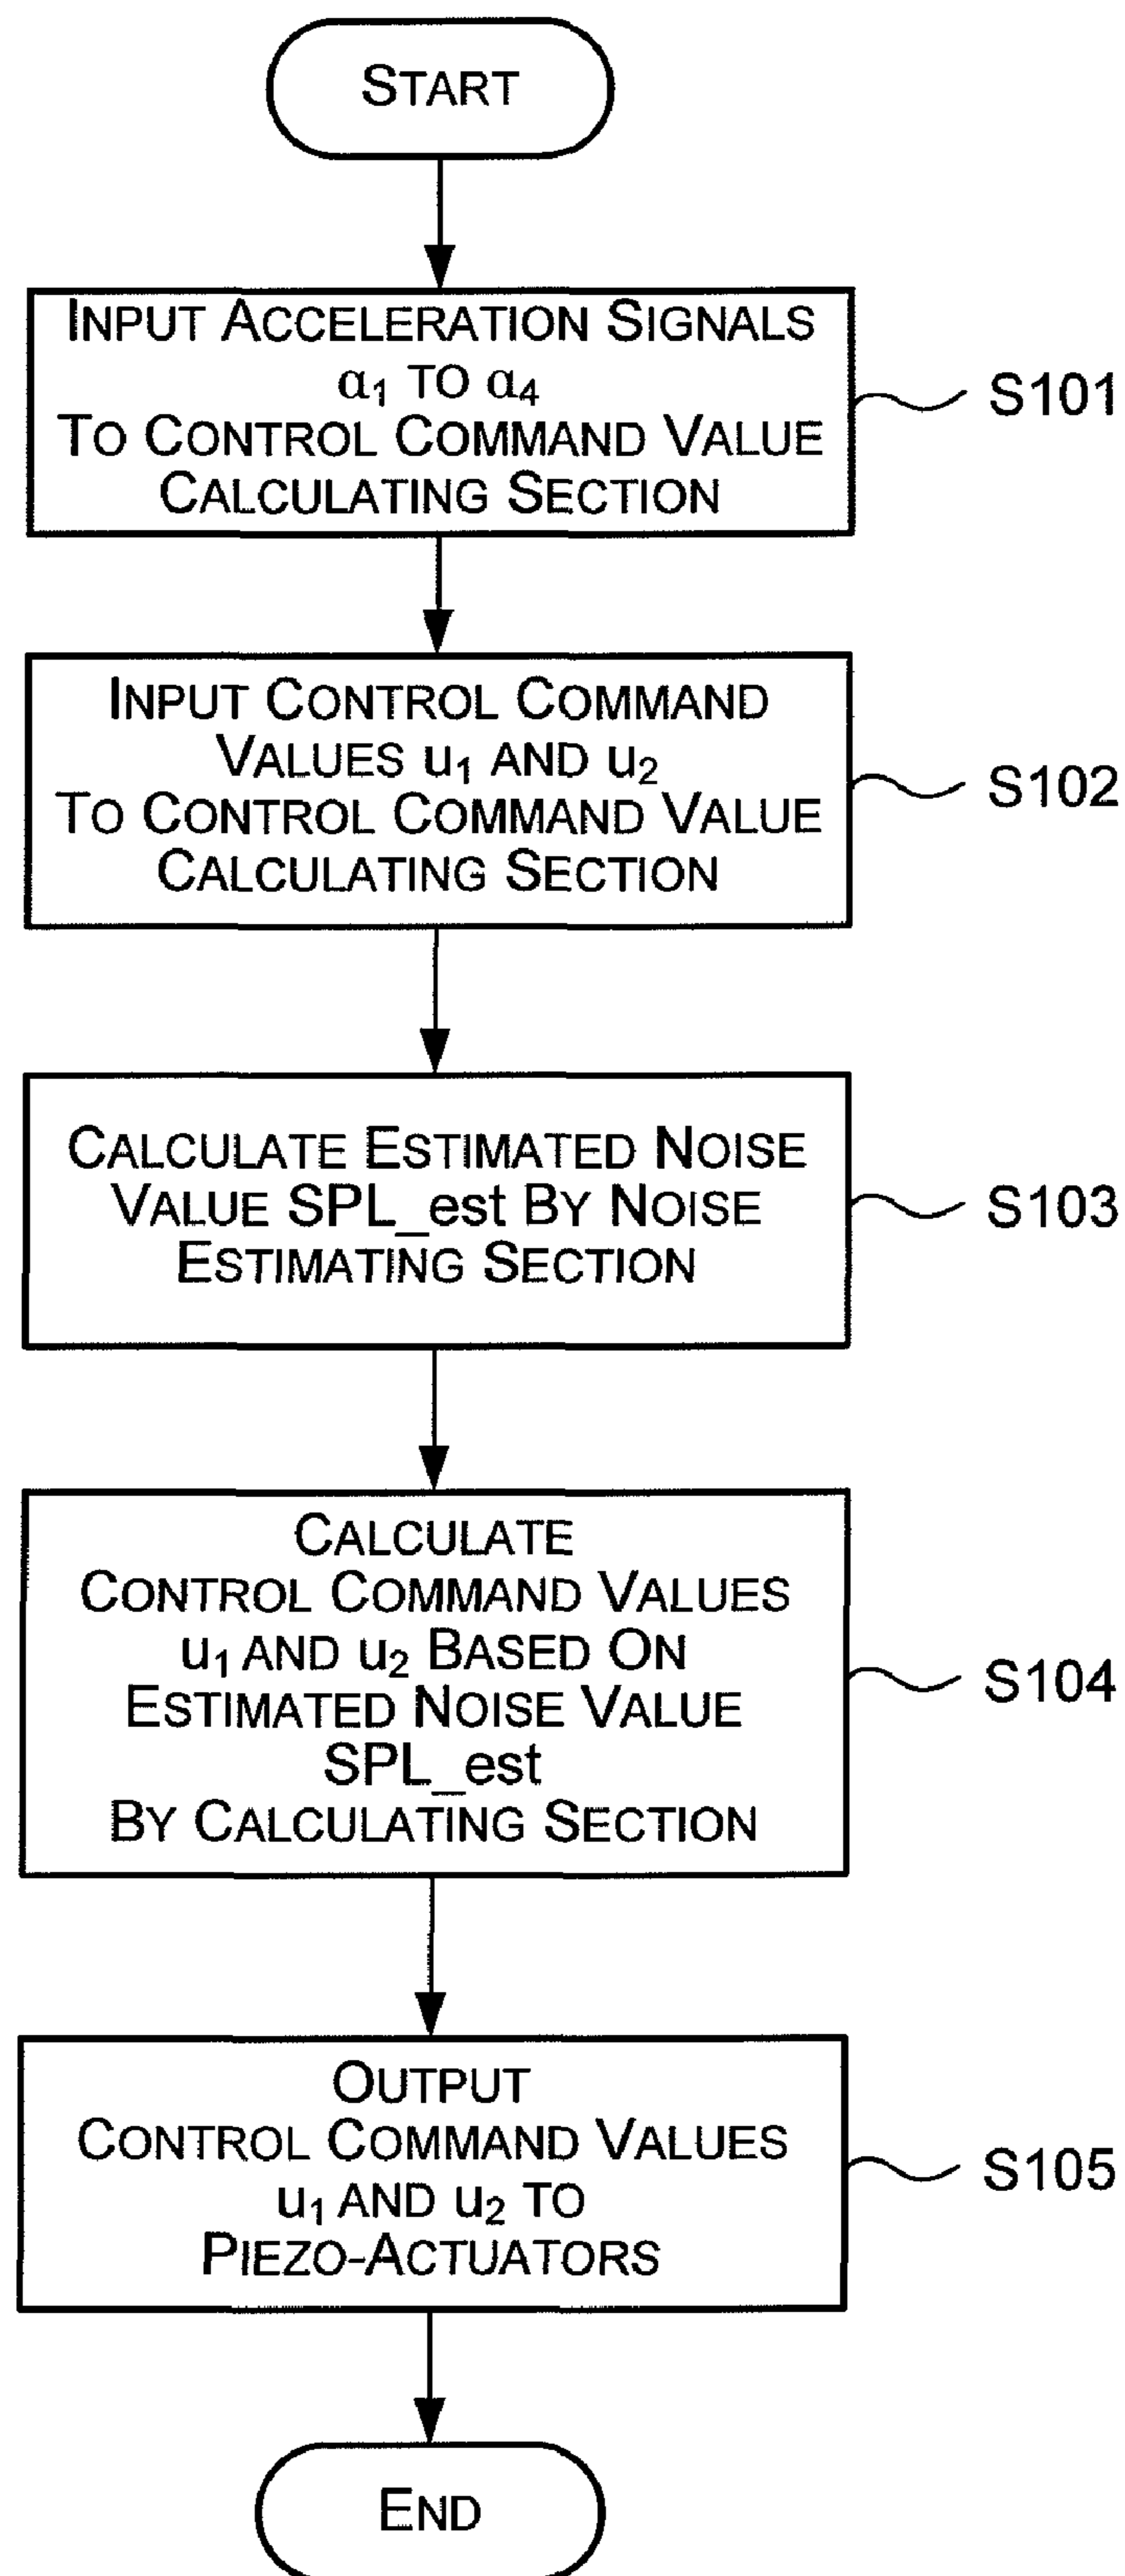 START
INPUT ACCELERATION SIGNALS
α₁ TO α₄
TO CONTROL COMMAND VALUE
CALCULATING SECTION
S101
INPUT CONTROL COMMAND
VALUES u₁ AND u₂
TO CONTROL COMMAND VALUE
CALCULATING SECTION
S102
CALCULATE ESTIMATED NOISE
VALUE SPL_est BY NOISE
ESTIMATING SECTION
S103
CALCULATE
CONTROL COMMAND VALUES
u₁ AND u₂ BASED ON
ESTIMATED NOISE VALUE
SPL_est
BY CALCULATING SECTION
S104
OUTPUT
CONTROL COMMAND VALUES
u₁ AND u₂ TO
PIEZO-ACTUATORS
S105
END